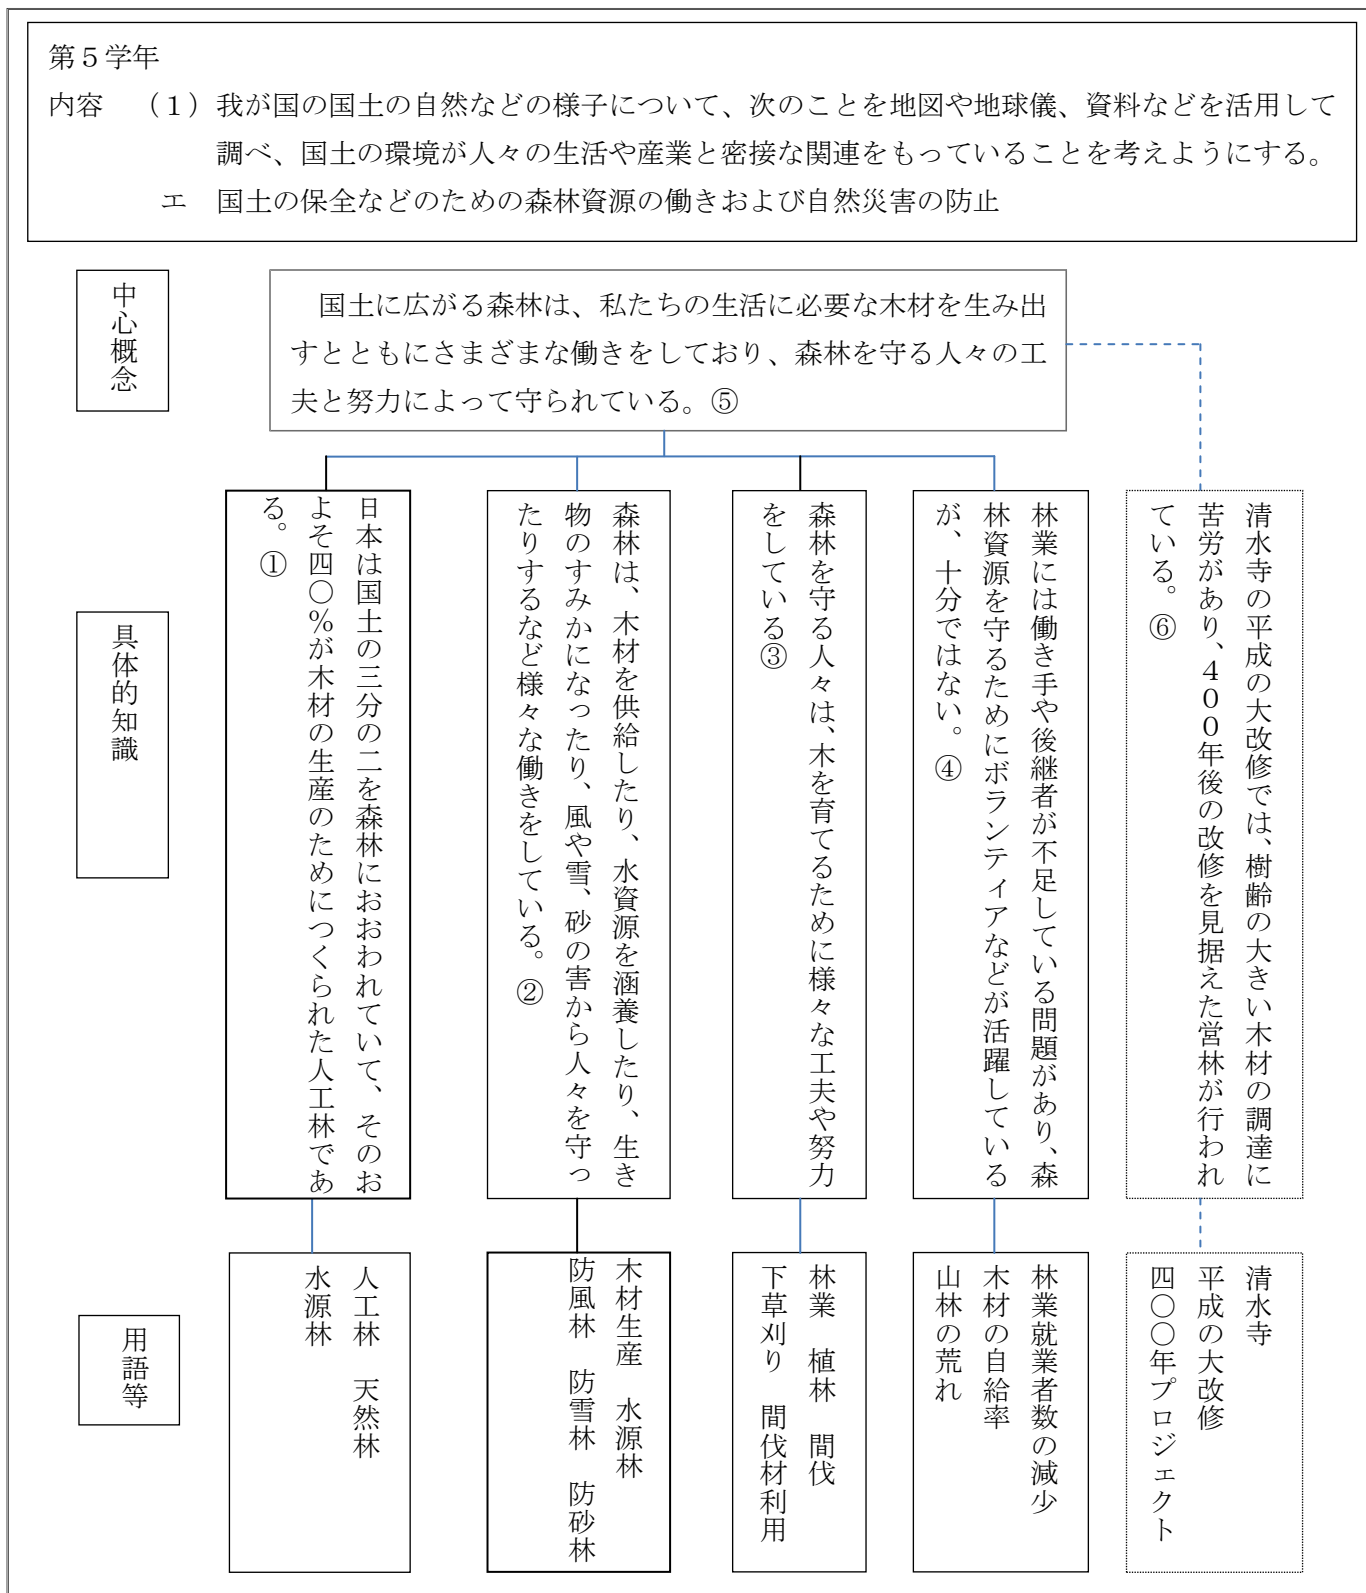 第５学年
内容　（１）我が国の国土の自然などの様子について、次のことを地図や地球儀、資料などを活用して
調べ、国土の環境が人々の生活や産業と密接な関連をもっていることを考えようにする。
エ　国土の保全などのための森林資源の働きおよび自然災害の防止
中心概念
国土に広がる森林は、私たちの生活に必要な木材を生み出
すとともにさまざまな働きをしており、森林を守る人々の工
夫と努力によって守られている。⑤
具体的知識
日本は国土の三分の二を森林におおわれていて、そのお
よそ四〇％が木材の生産のためにつくられた人工林であ
る。①
森林は、木材を供給したり、水資源を涵養したり、生き
物のすみかになったり、風や雪、砂の害から人々を守っ
たりするなど様々な働きをしている。②
森林を守る人々は、木を育てるために様々な工夫や努力
をしている③
林業には働き手や後継者が不足している問題があり、森
林資源を守るためにボランティアなどが活躍している
が、十分ではない。④
清水寺の平成の大改修では、樹齢の大きい木材の調達に
苦労があり、４００年後の改修を見据えた営林が行われ
ている。⑥
用語等
人工林　天然林
水源林
木材生産　水源林
防風林　防雪林　防砂林
林業　植林　間伐
下草刈り　間伐材利用
林業就業者数の減少
木材の自給率
山林の荒れ
清水寺
平成の大改修
四〇〇年プロジェクト